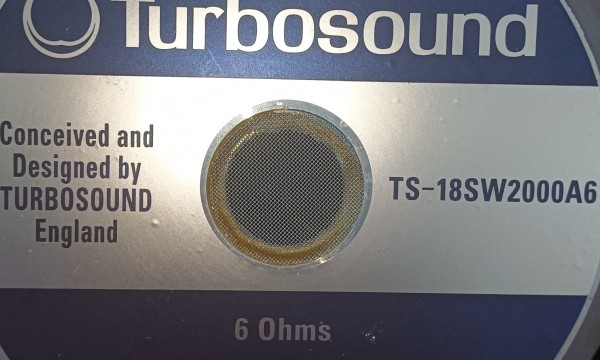 Turbosound
Conceived and
Designed by
TURBOSOUND
England
TS-18SW2000A6
6 Ohms